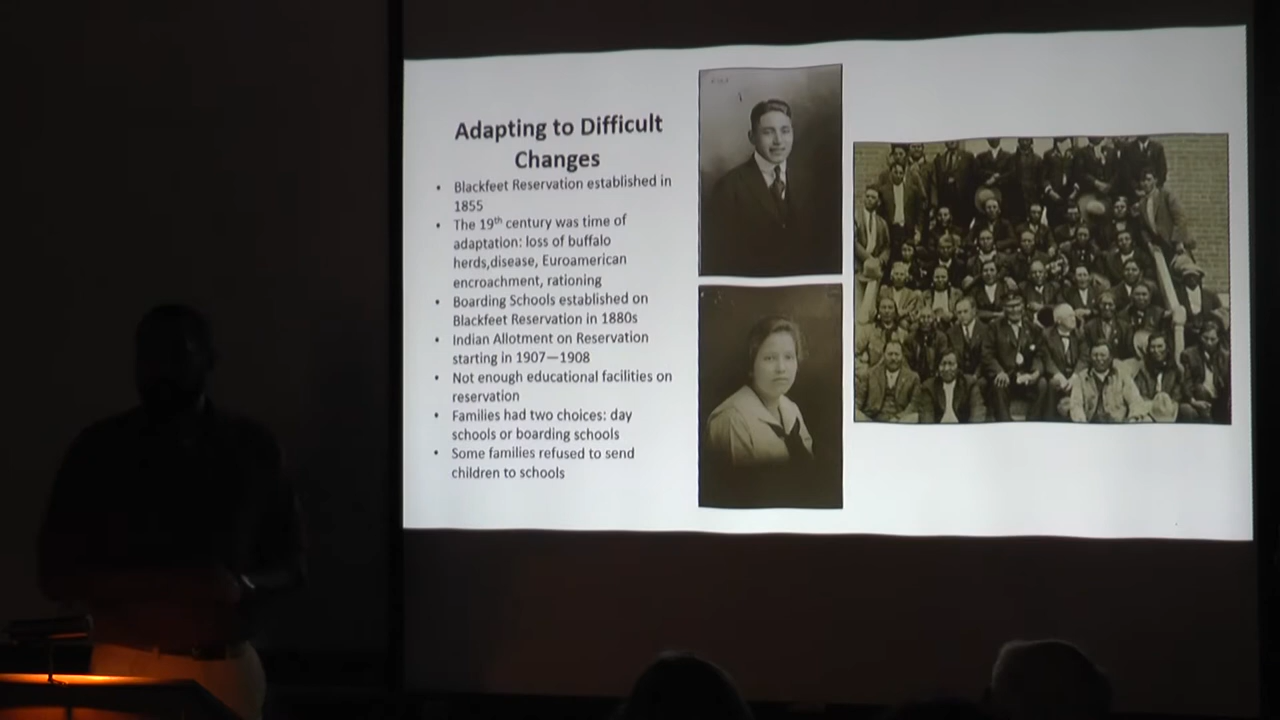 Adapting to Difficult
Changes
• Blackfeet Reservation established in
1855
• The 19th century was time of
adaptation: loss of buffalo
herds,disease, Euroamerican
encroachment, rationing
• Boarding Schools established on
Blackfeet Reservation in 1880s
• Indian Allotment on Reservation
starting in 1907—1908
• Not enough educational facilities on
reservation
• Families had two choices: day
schools or boarding schools
• Some families refused to send
children to schools